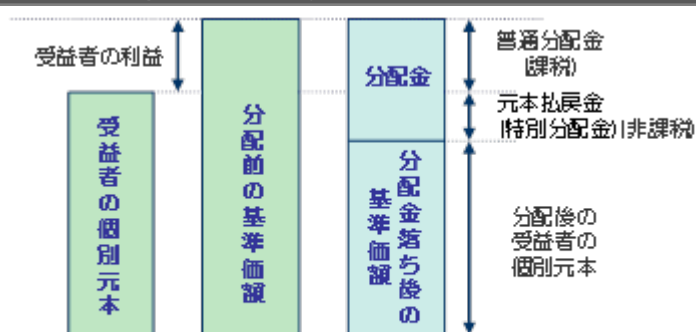 受益者の利益
受益者の個別元本
分配前の基準価額
分配金
分配金落ち後の
基準価額
普通分配金
(課税)
元本払戻金
(特別分配金)(非課税)
分配後の
受益者の
個別元本